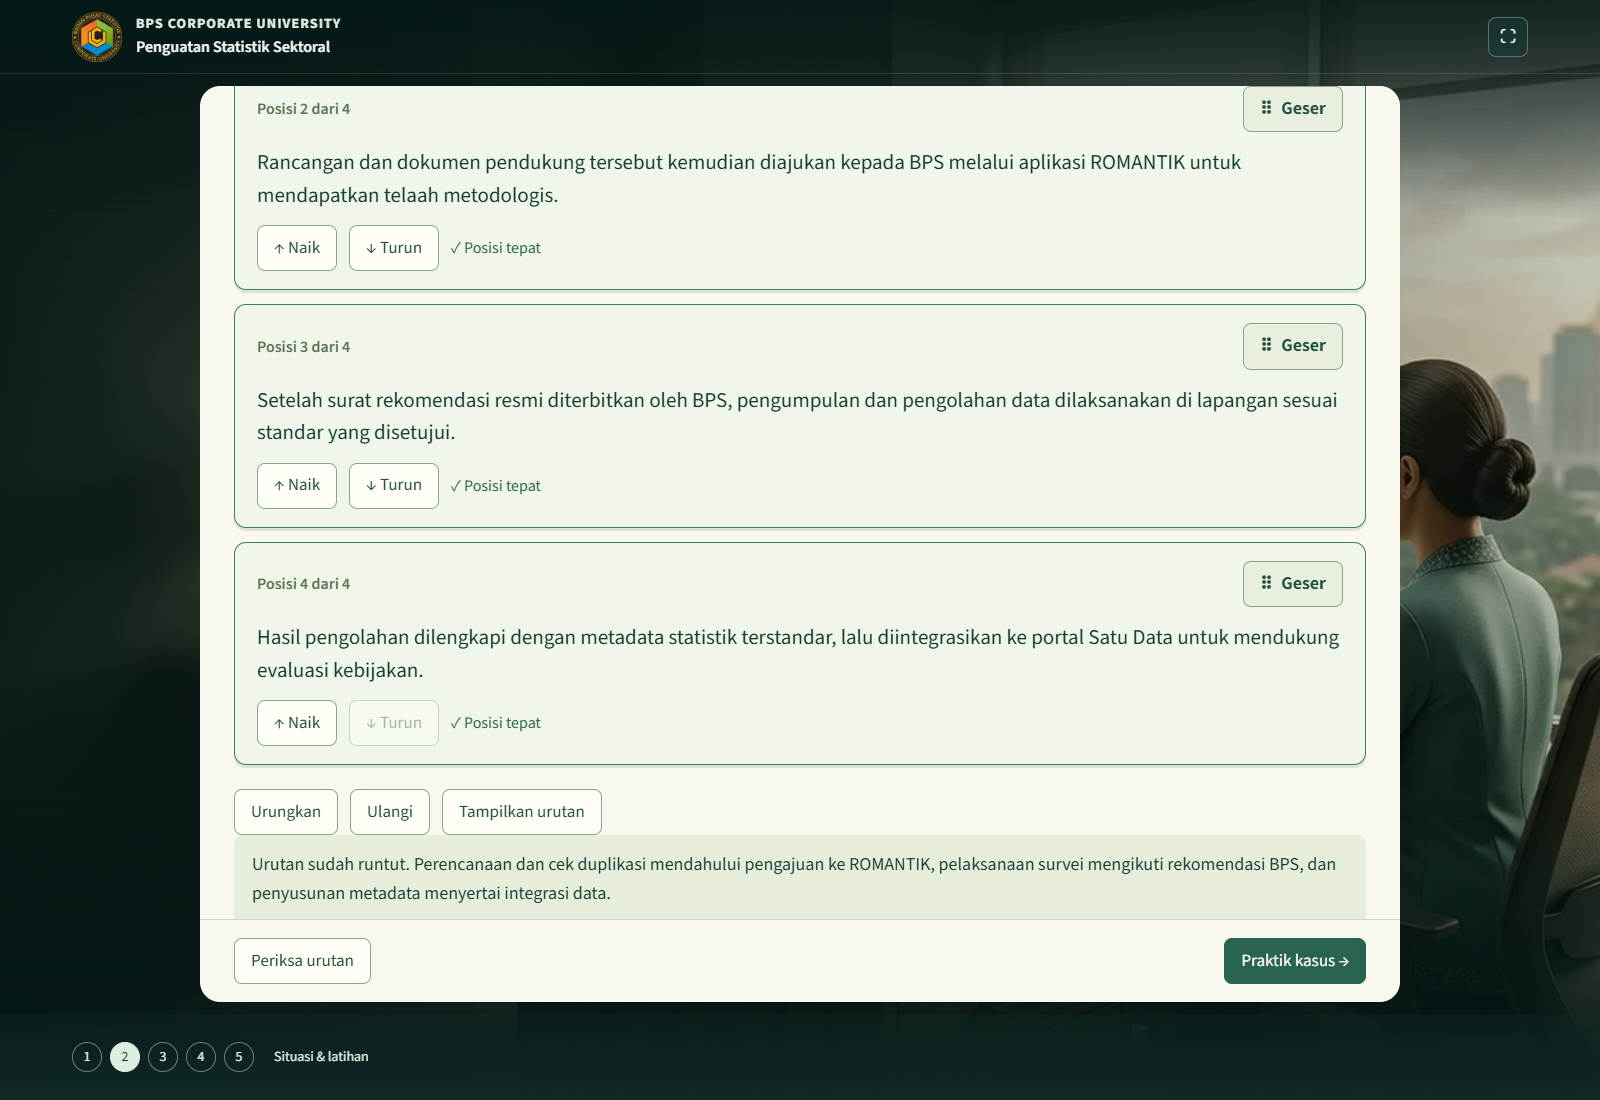 BPS CORPORATE UNIVERSITY
Penguatan Statistik Sektoral
Posisi 2 dari 4
Geser
Rancangan dan dokumen pendukung tersebut kemudian diajukan kepada BPS melalui aplikasi ROMANTIK untuk
mendapatkan telaah metodologis.
↑ Naik
↓ Turun
✓ Posisi tepat
Posisi 3 dari 4
Geser
Setelah surat rekomendasi resmi diterbitkan oleh BPS, pengumpulan dan pengolahan data dilaksanakan di lapangan sesuai
standar yang disetujui.
↑ Naik
↓ Turun
✓ Posisi tepat
Posisi 4 dari 4
Geser
Hasil pengolahan dilengkapi dengan metadata statistik terstandar, lalu diintegrasikan ke portal Satu Data untuk mendukung
evaluasi kebijakan.
↑ Naik
↓ Turun
✓ Posisi tepat
Urungkan
Ulangi
Tampilkan urutan
Urutan sudah runtut. Perencanaan dan cek duplikasi mendahului pengajuan ke ROMANTIK, pelaksanaan survei mengikuti rekomendasi BPS, dan
penyusunan metadata menyertai integrasi data.
Periksa urutan
Praktik kasus →
1 2 3 4 5 Situasi & latihan